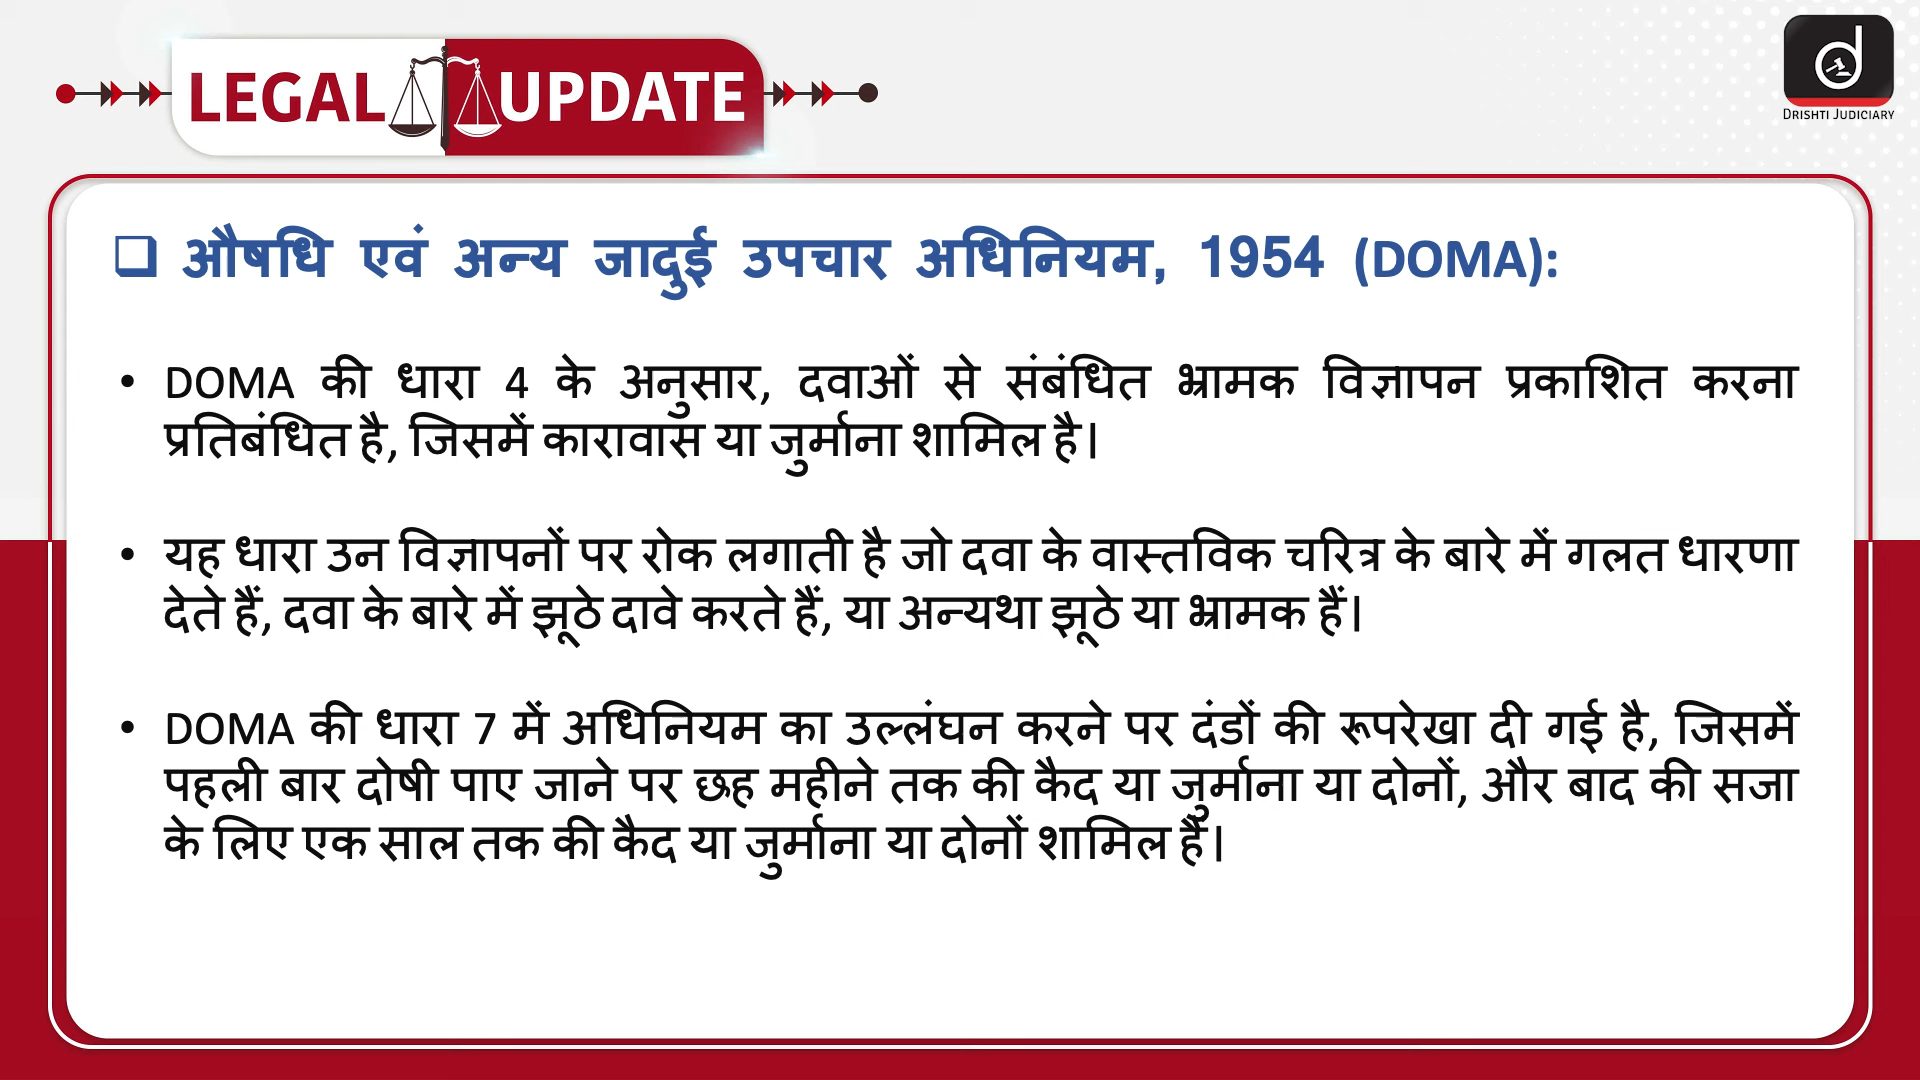 LEGAL UPDATE
DRISHTI JUDICIARY
औषधि एवं अन्य जादुई उपचार अधिनियम, 1954 (DOMA):
• DOMA की धारा 4 के अनुसार, दवाओं से संबंधित भ्रामक विज्ञापन प्रकाशित करना
प्रतिबंधित है, जिसमें कारावास या जुर्माना शामिल है।
• यह धारा उन विज्ञापनों पर रोक लगाती है जो दवा के वास्तविक चरित्र के बारे में गलत धारणा
देते हैं, दवा के बारे में झूठे दावे करते हैं, या अन्यथा झूठे या भ्रामक हैं।
• DOMA की धारा 7 में अधिनियम का उल्लंघन करने पर दंडों की रूपरेखा दी गई है, जिसमें
पहली बार दोषी पाए जाने पर छह महीने तक की कैद या जुर्माना या दोनों, और बाद की सजा
के लिए एक साल तक की कैद या जुर्माना या दोनों शामिल हैं।